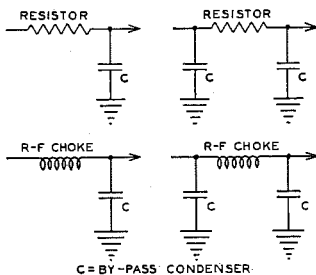 RESISTOR RESISTOR
C C C
R-F CHOKE R-F CHOKE
C C C
C=BY-PASS CONDENSER